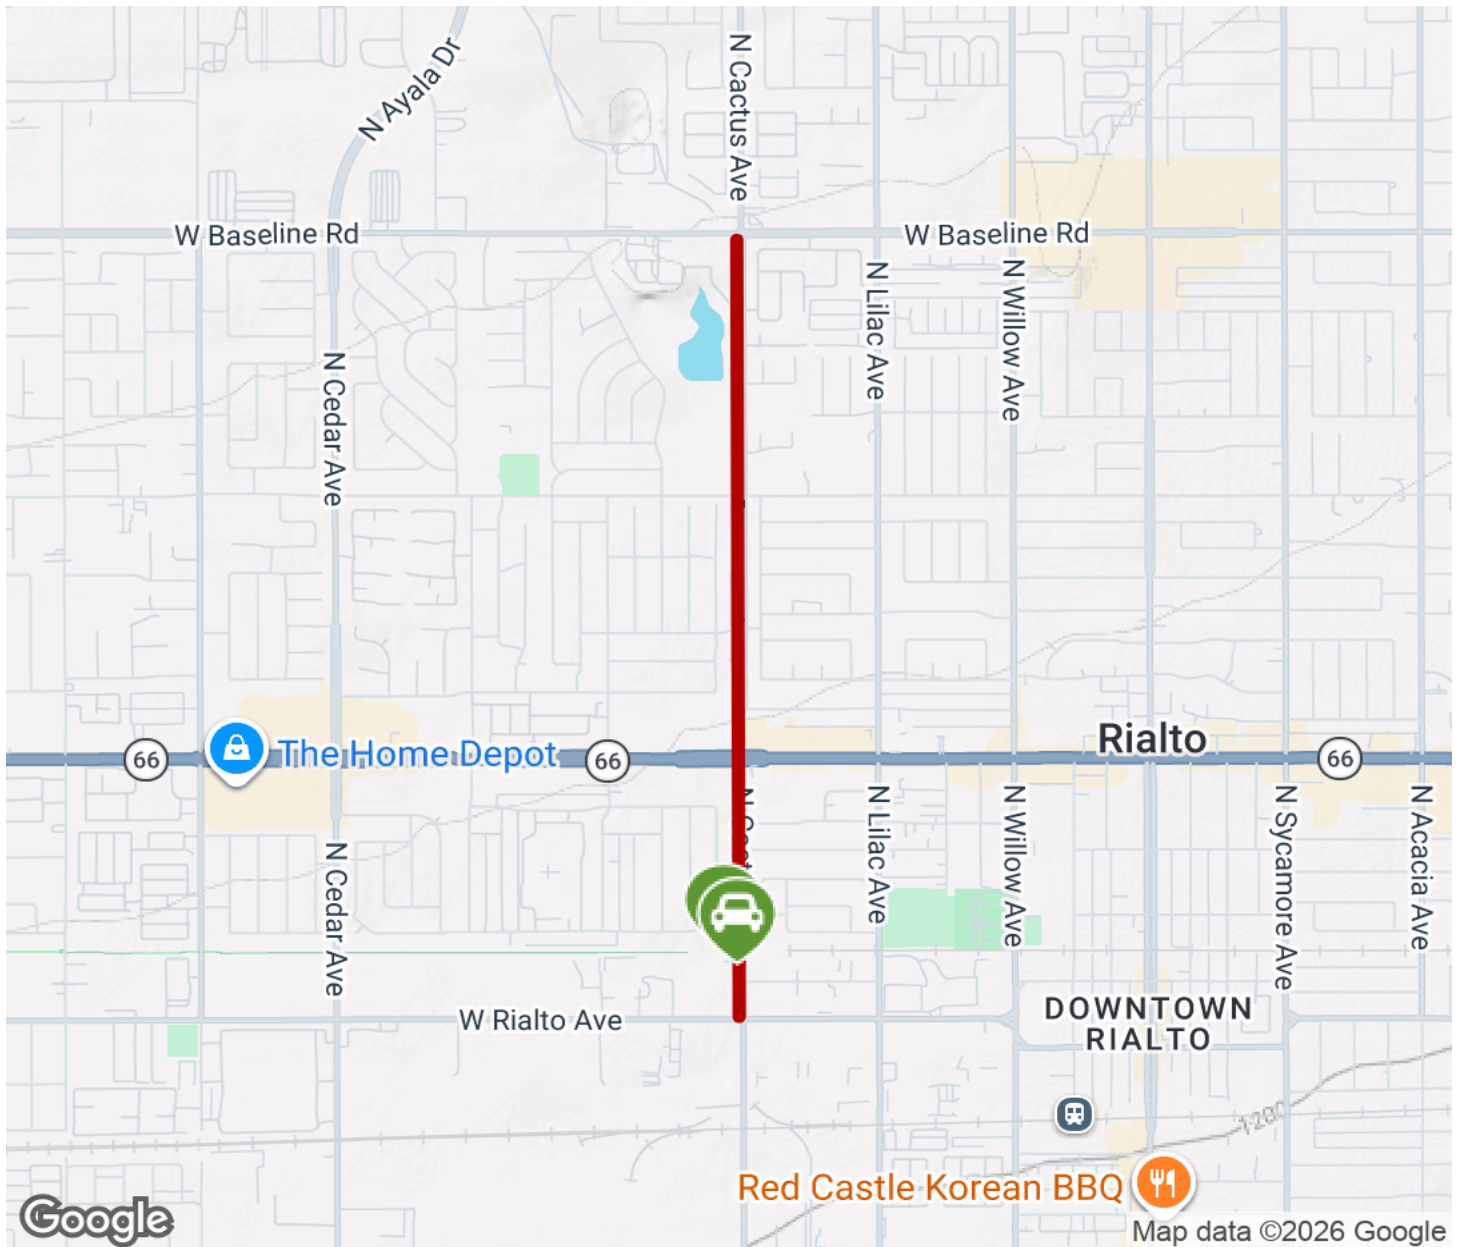 N Ayala Dr
N Cactus Ave
W Baseline Rd
W Baseline Rd
N Lilac Ave
N Willow Ave
N Cedar Ave
Rialto
66
The Home Depot
66
66
N Lilac Ave
N Willow Ave
N Sycamore Ave
N Acacia Ave
N Cedar Ave
W Rialto Ave
DOWNTOWN
RIALTO
1200
Red Castle Korean BBQ
Google
Map data ©2026 Google